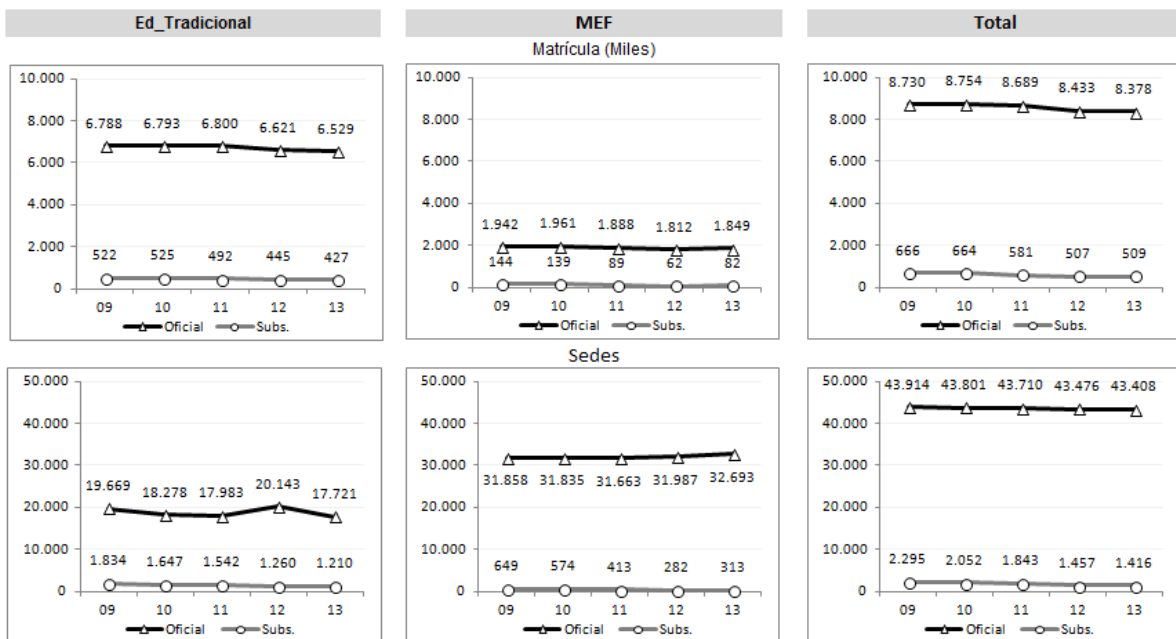 Ed_Tradicional MEF Total
Matrícula (Miles)
10.000
8.000
6.000
4.000
2.000
0
6.788 6.793 6.800 6.621 6.529
522 525 492 445 427
09 10 11 12 13
Oficial Subs.
10.000
8.000
6.000
4.000
2.000
0
1.942 1.961 1.888 1.812 1.849
144 139 89 62 82
09 10 11 12 13
Oficial Subs.
10.000
8.000
6.000
4.000
2.000
0
8.730 8.754 8.689 8.433 8.378
666 664 581 507 509
09 10 11 12 13
Oficial Subs.
Sedes
50.000
40.000
30.000
20.000
10.000
0
19.669 18.278 17.983 20.143 17.721
1.834 1.647 1.542 1.260 1.210
09 10 11 12 13
Oficial Subs.
50.000
40.000
30.000
20.000
10.000
0
31.858 31.835 31.663 31.987 32.693
649 574 413 282 313
09 10 11 12 13
Oficial Subs.
50.000
40.000
30.000
20.000
10.000
0
43.914 43.801 43.710 43.476 43.408
2.295 2.052 1.843 1.457 1.416
09 10 11 12 13
Oficial Subs.